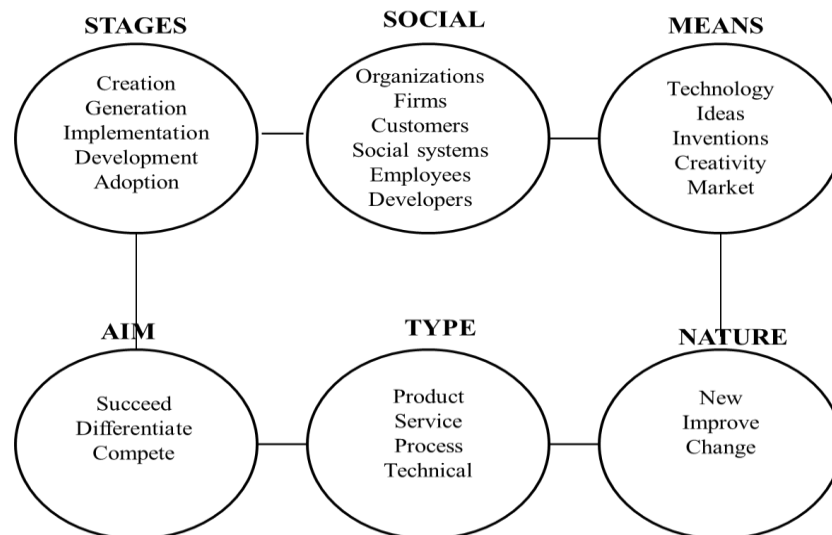 STAGES
Creation
Generation
Implementation
Development
Adoption
SOCIAL
Organizations
Firms
Customers
Social systems
Employees
Developers
MEANS
Technology
Ideas
Inventions
Creativity
Market
AIM
Succeed
Differentiate
Compete
TYPE
Product
Service
Process
Technical
NATURE
New
Improve
Change